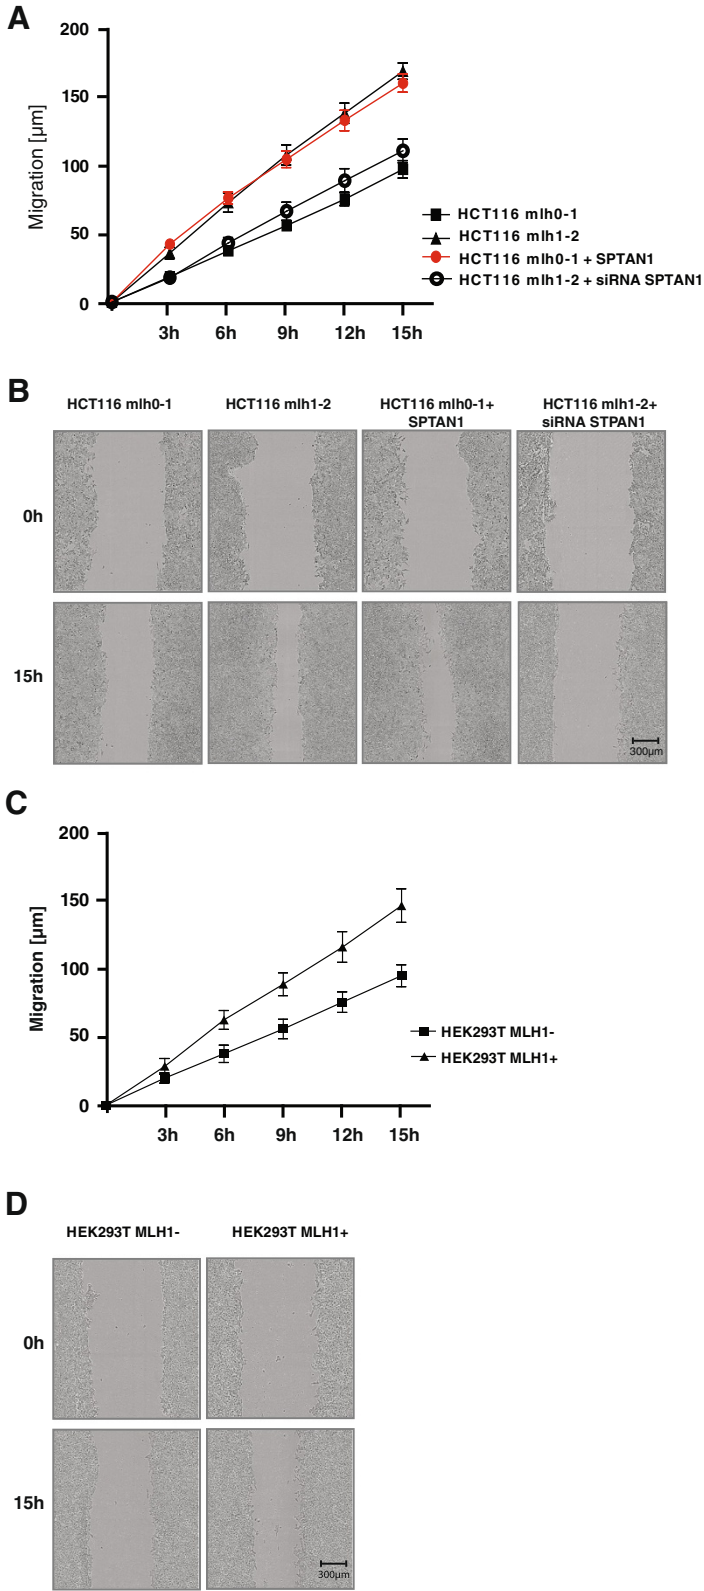 A
200
150
100
50
0
Migration [µm]
3h 6h 9h 12h 15h
HCT116 mlh0-1
HCT116 mlh1-2
HCT116 mlh0-1 + SPTAN1
HCT116 mlh1-2 + siRNA SPTAN1
B
HCT116 mlh0-1
HCT116 mlh1-2
HCT116 mlh0-1+
SPTAN1
HCT116 mlh1-2+
siRNA STPAN1
0h
15h
300µm
C
200
150
100
50
0
Migration [µm]
3h 6h 9h 12h 15h
HEK293T MLH1-
HEK293T MLH1+
D
HEK293T MLH1-
HEK293T MLH1+
0h
15h
300µm